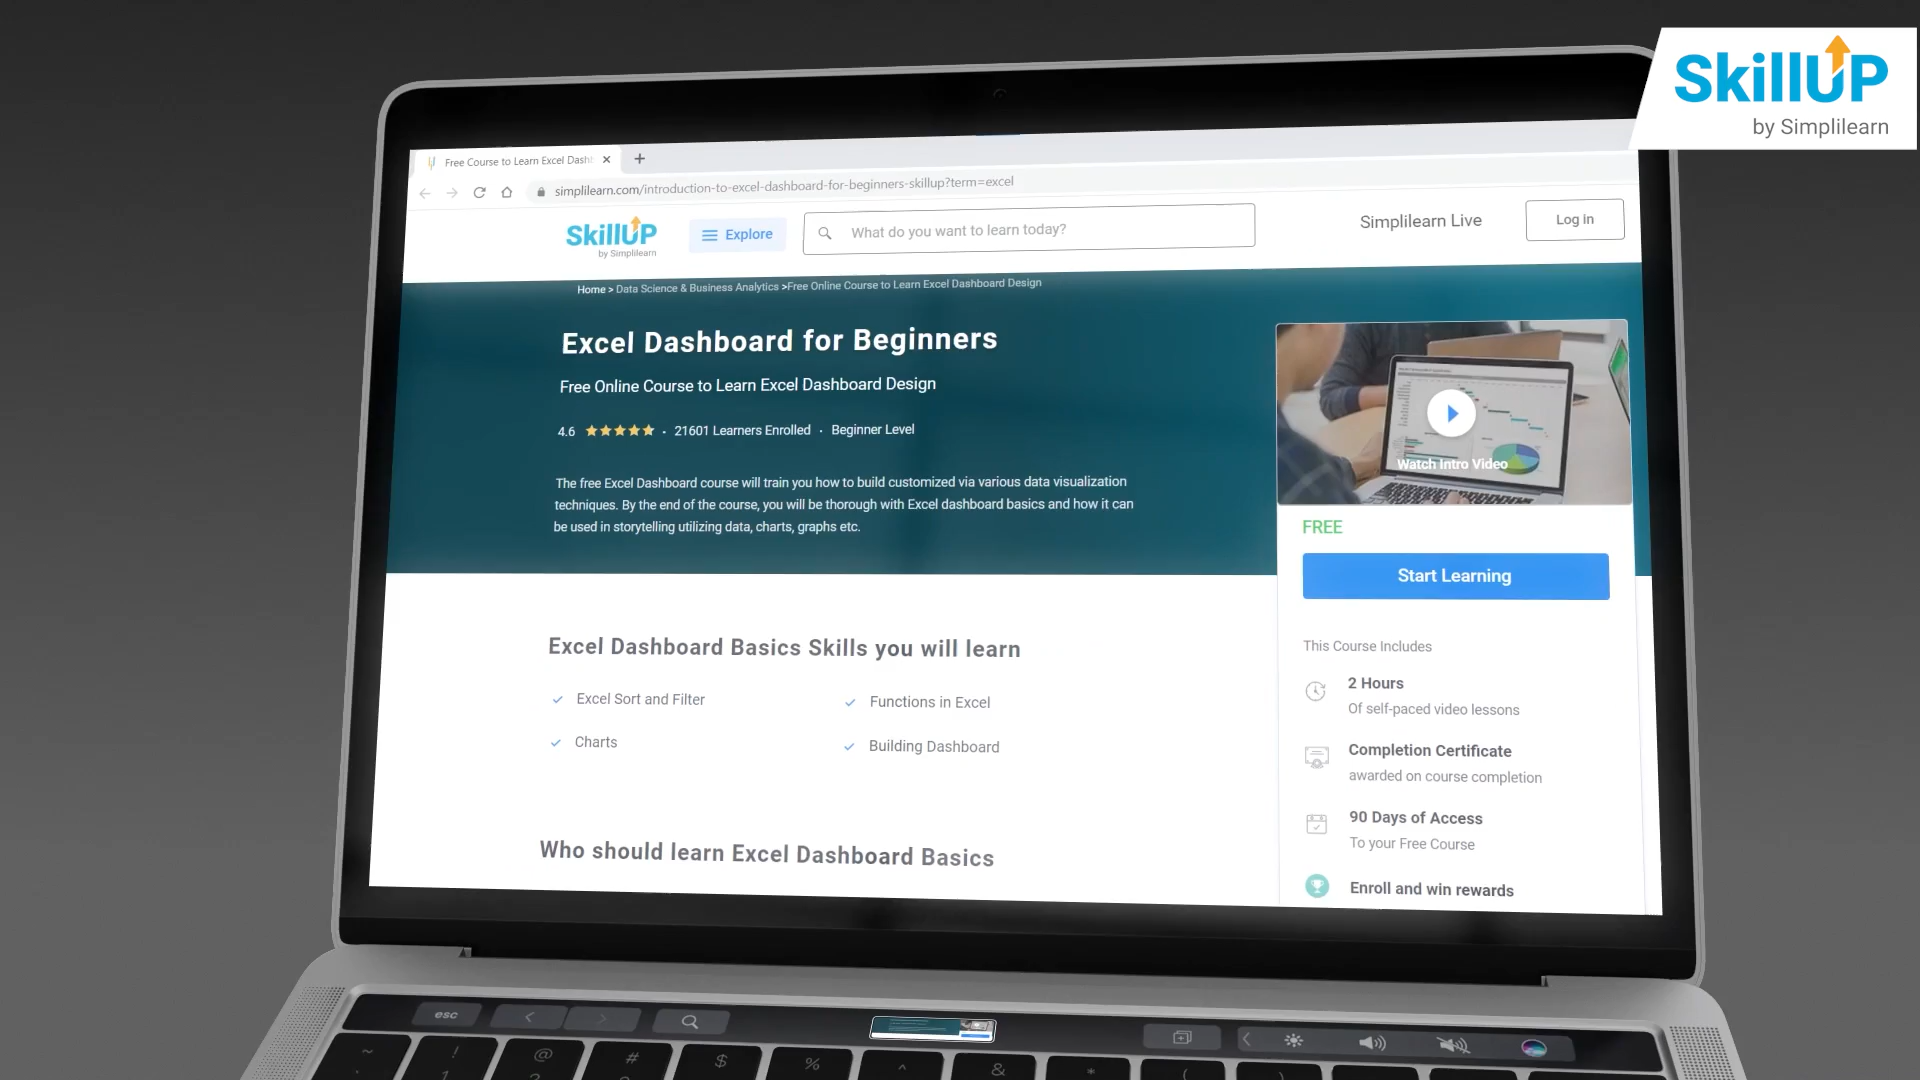 SkillUP
by Simplilearn
Free Course to Learn Excel Dashb
simplilearn.com/introduction-to-excel-dashboard-for-beginners-skillup?term=excel
SkillUP
by Simplilearn
Explore
What do you want to learn today?
Simplilearn Live
Log in
Home > Data Science & Business Analytics >Free Online Course to Learn Excel Dashboard Design
Excel Dashboard for Beginners
Free Online Course to Learn Excel Dashboard Design
4.6 ★★★★★ · 21601 Learners Enrolled · Beginner Level
The free Excel Dashboard course will train you how to build customized via various data visualization
techniques. By the end of the course, you will be thorough with Excel dashboard basics and how it can
be used in storytelling utilizing data, charts, graphs etc.
Watch Intro Video
FREE
Start Learning
Excel Dashboard Basics Skills you will learn
Excel Sort and Filter
Functions in Excel
Charts
Building Dashboard
Who should learn Excel Dashboard Basics
This Course Includes
2 Hours
Of self-paced video lessons
Completion Certificate
awarded on course completion
90 Days of Access
To your Free Course
Enroll and win rewards
esc
~ ! @ # $ % ^ & * ( )